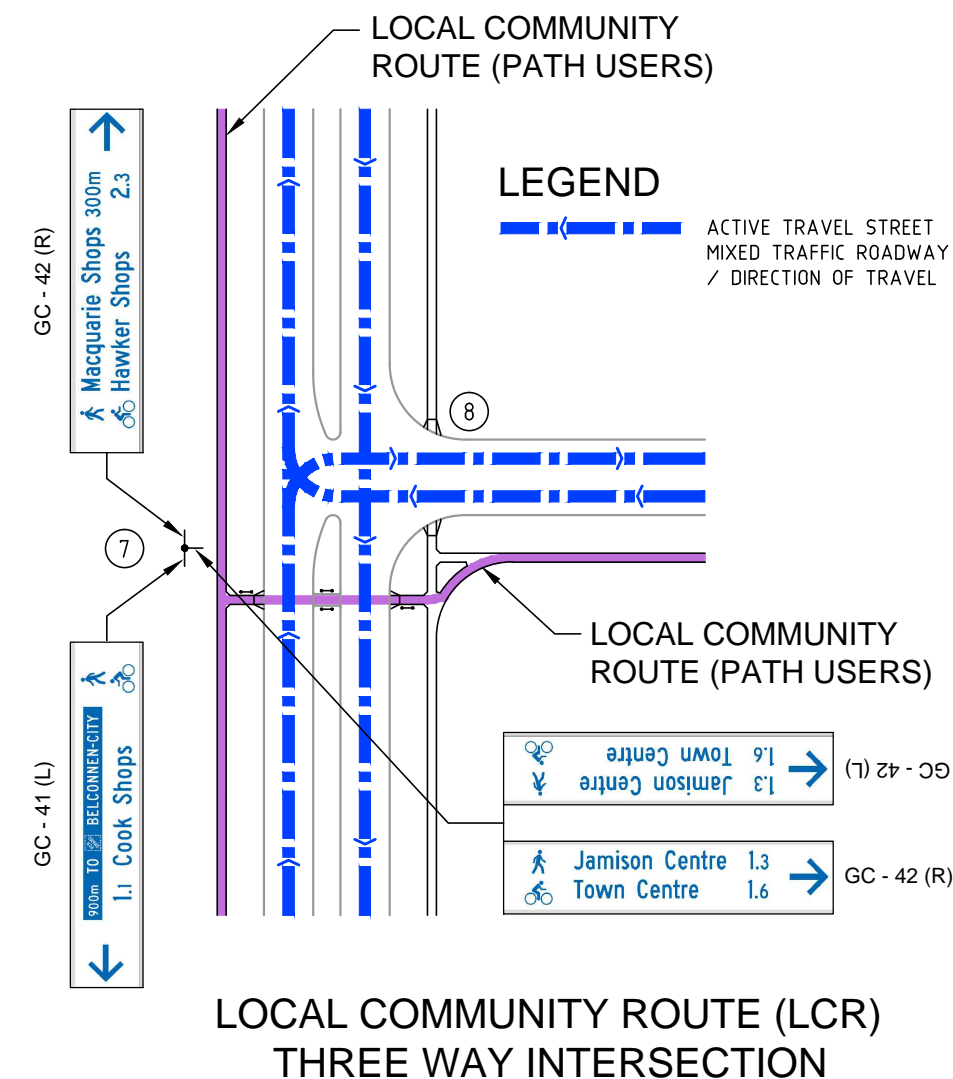 LOCAL COMMUNITY
ROUTE (PATH USERS)
GC - 42 (R)
Macquarie Shops 300m
Hawker Shops 2.3
LEGEND
ACTIVE TRAVEL STREET
MIXED TRAFFIC ROADWAY
/ DIRECTION OF TRAVEL
8
7
GC - 41 (L)
900m TO BELCONNEN-CITY
1.1 Cook Shops
LOCAL COMMUNITY
ROUTE (PATH USERS)
GC - 42 (L)
Jamison Centre 1.3
Town Centre 1.6
Jamison Centre 1.3
Town Centre 1.6
GC - 42 (R)
LOCAL COMMUNITY ROUTE (LCR)
THREE WAY INTERSECTION